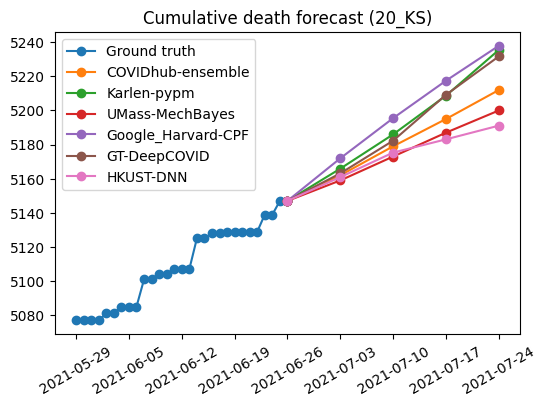 Cumulative death forecast (20_KS)
5240
5220
5200
5180
5160
5140
5120
5100
5080
Ground truth
COVIDhub-ensemble
Karlen-pypm
UMass-MechBayes
Google_Harvard-CPF
GT-DeepCOVID
HKUST-DNN
2021-05-29
2021-06-05
2021-06-12
2021-06-19
2021-06-26
2021-07-03
2021-07-10
2021-07-17
2021-07-24